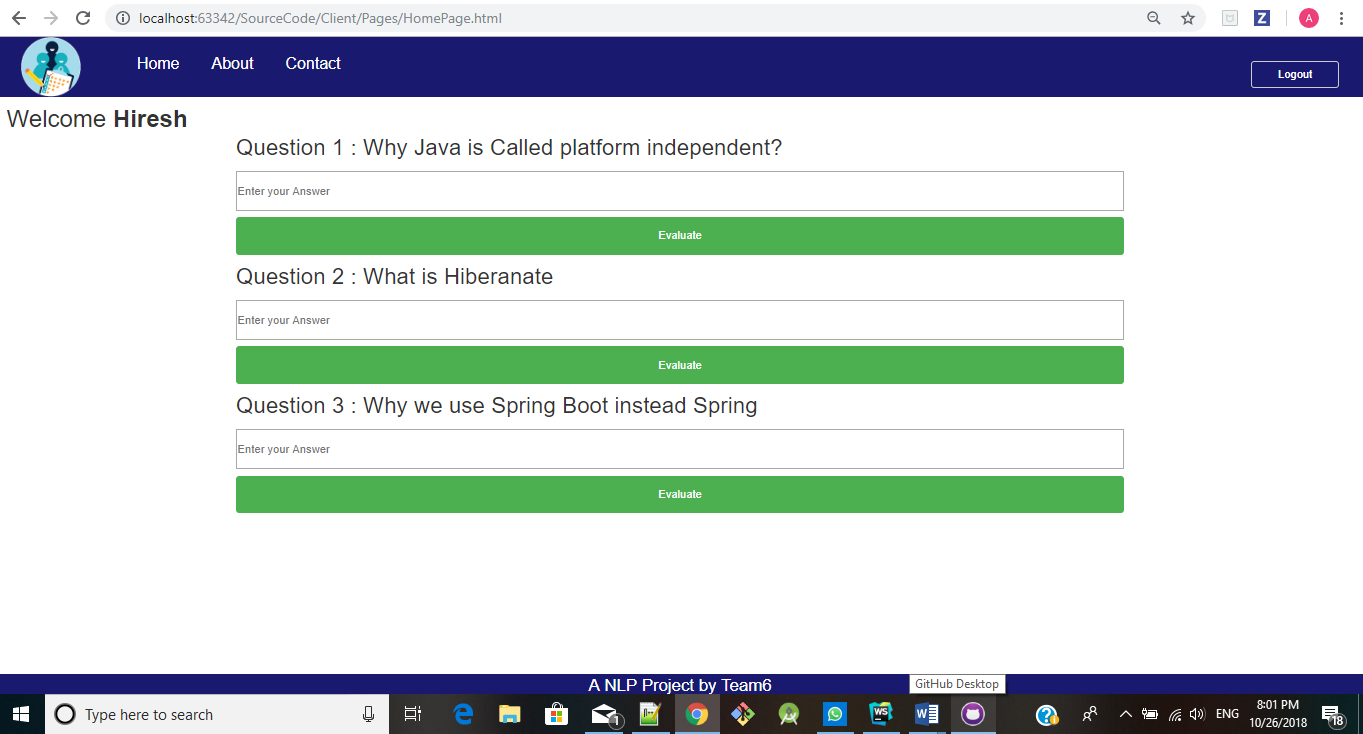 localhost:63342/SourceCode/Client/Pages/HomePage.html
Z
A
Home About Contact
Logout
Welcome Hiresh
Question 1 : Why Java is Called platform independent?
Enter your Answer
Evaluate
Question 2 : What is Hiberanate
Enter your Answer
Evaluate
Question 3 : Why we use Spring Boot instead Spring
Enter your Answer
Evaluate
A NLP Project by Team6
GitHub Desktop
Type here to search
1
WS
W
ENG
8:01 PM
10/26/2018
18